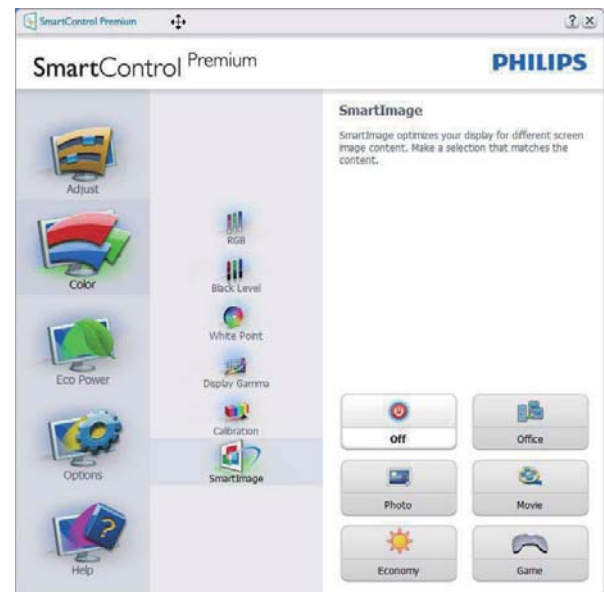 SmartControl Premium
SmartControl Premium
PHILIPS
Adjust
Color
Eco Power
Options
Help
RGB
Black Level
White Point
Display Gamma
Calibration
SmartImage
SmartImage
SmartImage optimizes your display for different screen
image content. Make a selection that matches the
content.
Off
Office
Photo
Movie
Economy
Game